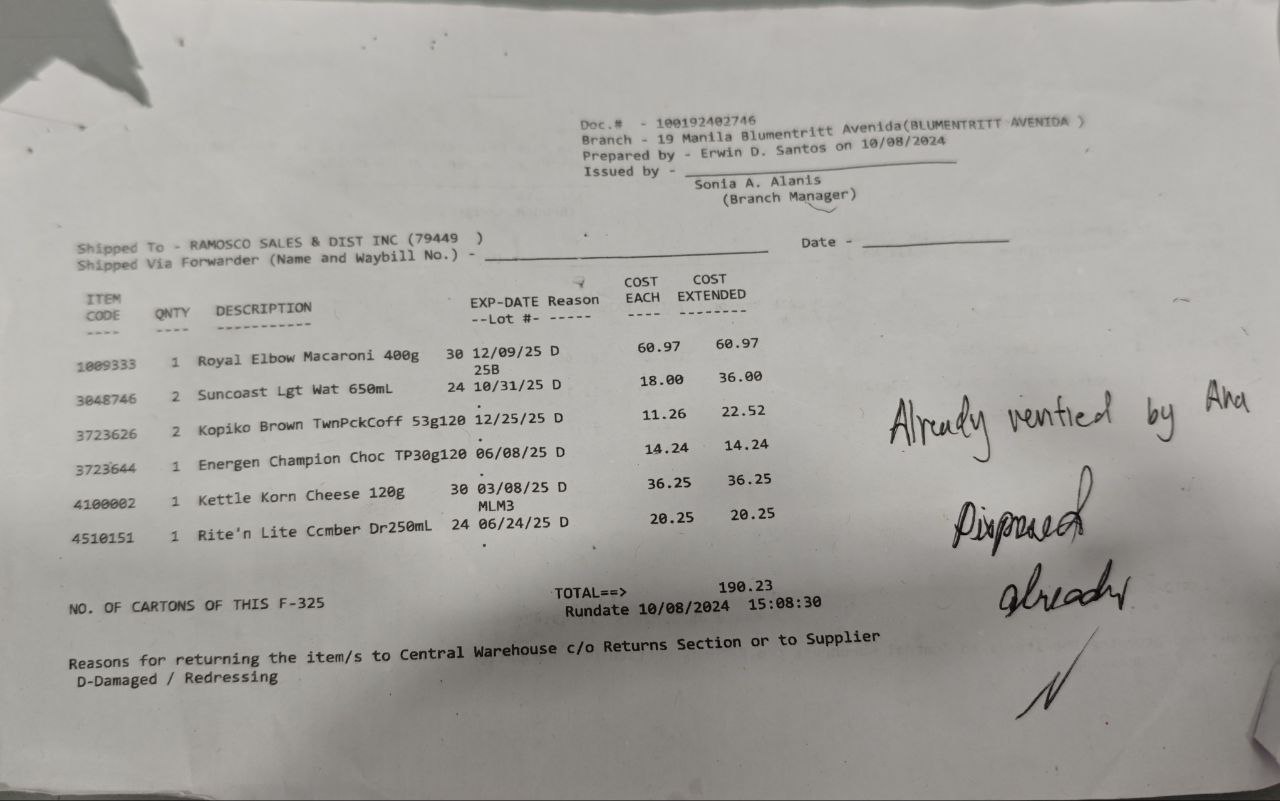 Doc.# - 100192402746
Branch - 19 Manila Blumentritt Avenida(BLUMENTRITT AVENIDA )
Prepared by - Erwin D. Santos on 10/08/2024
Issued by -
Sonia A. Alanis
(Branch Manager)
Shipped To - RAMOSCO SALES & DIST INC (79449 )
Shipped Via Forwarder (Name and Waybill No.) - Date -
ITEM COST COST
CODE QNTY DESCRIPTION EXP-DATE Reason EACH EXTENDED
---- ---- ----------- --Lot #- ----- ---- --------
1009333 1 Royal Elbow Macaroni 400g 30 12/09/25 D 60.97 60.97
25B
3048746 2 Suncoast Lgt Wat 650mL 24 10/31/25 D 18.00 36.00
.
3723626 2 Kopiko Brown TwnPckCoff 53g120 12/25/25 D 11.26 22.52
.
3723644 1 Energen Champion Choc TP30g120 06/08/25 D 14.24 14.24
.
4100002 1 Kettle Korn Cheese 120g 30 03/08/25 D 36.25 36.25
MLM3
4510151 1 Rite'n Lite Ccmber Dr250mL 24 06/24/25 D 20.25 20.25
.
NO. OF CARTONS OF THIS F-325 TOTAL==> 190.23
Rundate 10/08/2024 15:08:30
Reasons for returning the item/s to Central Warehouse c/o Returns Section or to Supplier
D-Damaged / Redressing
Already verified by Ana
Disposed
already